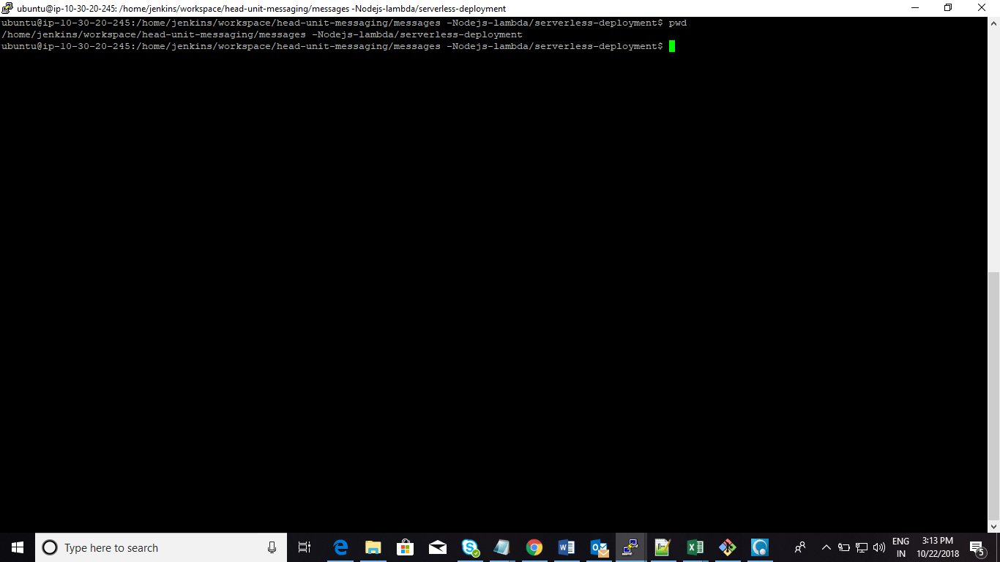 ubuntu@ip-10-30-20-245: /home/jenkins/workspace/head-unit-messaging/messages -Nodejs-lambda/serverless-deployment
ubuntu@ip-10-30-20-245:/home/jenkins/workspace/head-unit-messaging/messages -Nodejs-lambda/serverless-deployment$ pwd
/home/jenkins/workspace/head-unit-messaging/messages -Nodejs-lambda/serverless-deployment
ubuntu@ip-10-30-20-245:/home/jenkins/workspace/head-unit-messaging/messages -Nodejs-lambda/serverless-deployment$
Type here to search
ENG
IN
3:13 PM
10/22/2018
5